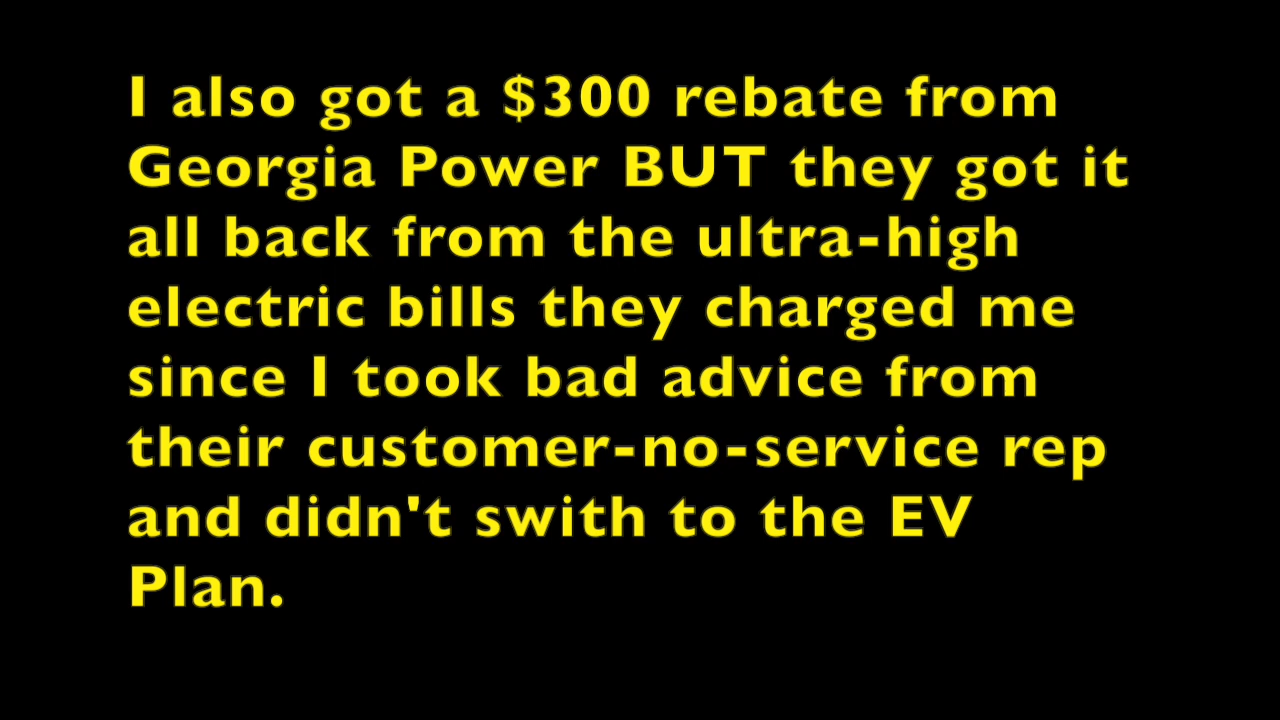 I also got a $300 rebate from
Georgia Power BUT they got it
all back from the ultra-high
electric bills they charged me
since I took bad advice from
their customer-no-service rep
and didn't swith to the EV
Plan.